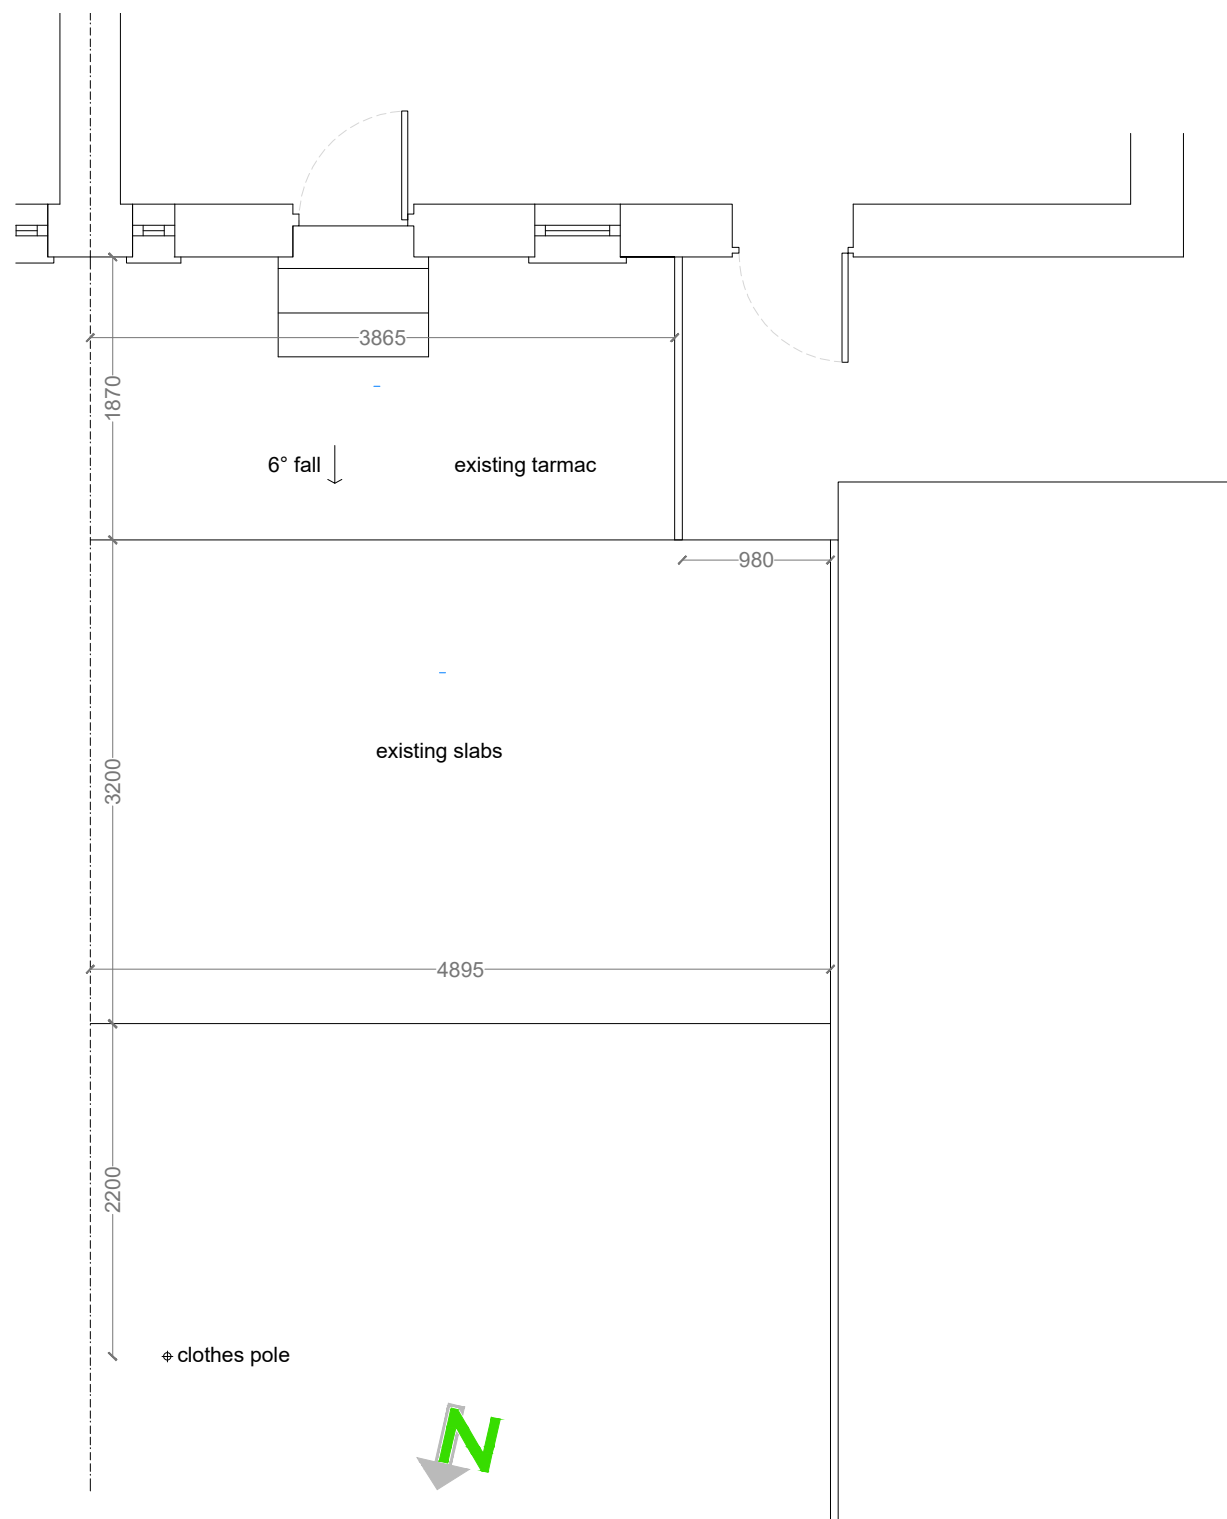 3865
1870
6° fall
existing tarmac
980
existing slabs
3200
4895
2200
clothes pole
N